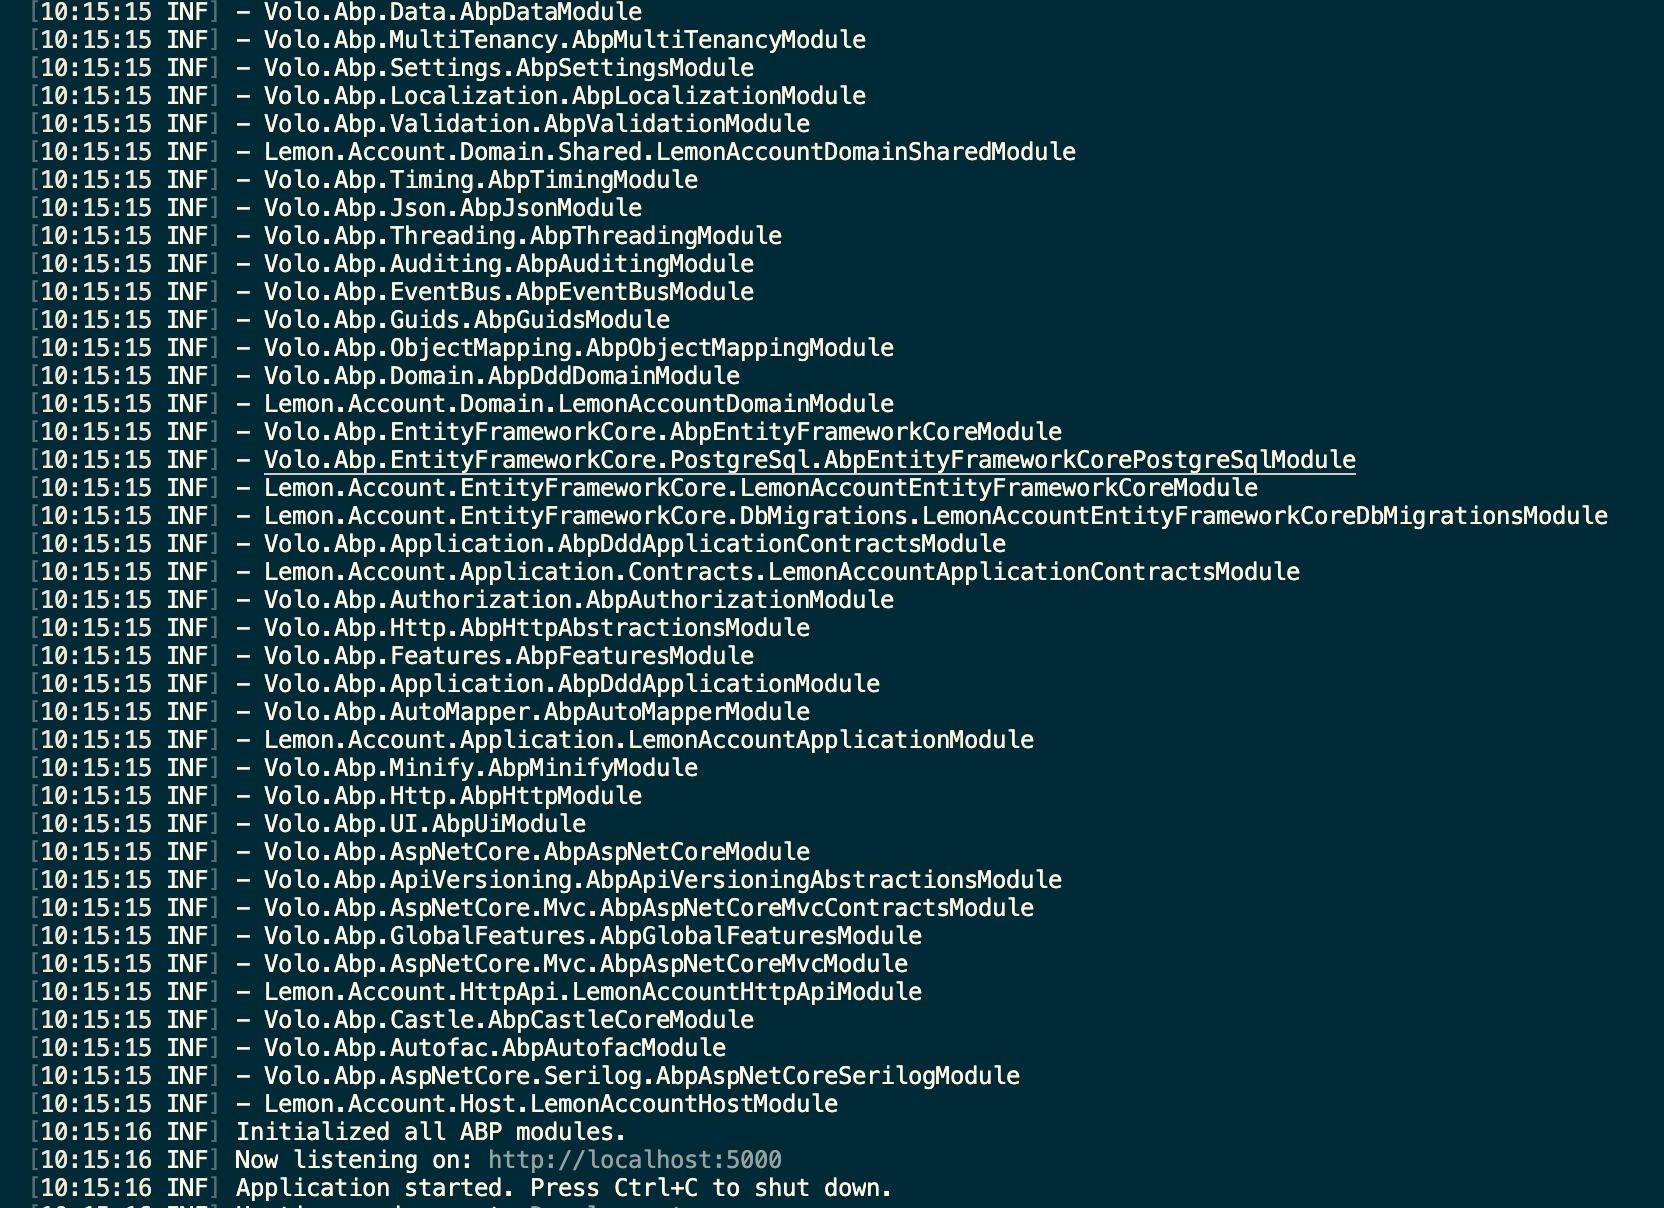 [10:15:15 INF] - Volo.Abp.Data.AbpDataModule
[10:15:15 INF] - Volo.Abp.MultiTenancy.AbpMultiTenancyModule
[10:15:15 INF] - Volo.Abp.Settings.AbpSettingsModule
[10:15:15 INF] - Volo.Abp.Localization.AbpLocalizationModule
[10:15:15 INF] - Volo.Abp.Validation.AbpValidationModule
[10:15:15 INF] - Lemon.Account.Domain.Shared.LemonAccountDomainSharedModule
[10:15:15 INF] - Volo.Abp.Timing.AbpTimingModule
[10:15:15 INF] - Volo.Abp.Json.AbpJsonModule
[10:15:15 INF] - Volo.Abp.Threading.AbpThreadingModule
[10:15:15 INF] - Volo.Abp.Auditing.AbpAuditingModule
[10:15:15 INF] - Volo.Abp.EventBus.AbpEventBusModule
[10:15:15 INF] - Volo.Abp.Guids.AbpGuidsModule
[10:15:15 INF] - Volo.Abp.ObjectMapping.AbpObjectMappingModule
[10:15:15 INF] - Volo.Abp.Domain.AbpDddDomainModule
[10:15:15 INF] - Lemon.Account.Domain.LemonAccountDomainModule
[10:15:15 INF] - Volo.Abp.EntityFrameworkCore.AbpEntityFrameworkCoreModule
[10:15:15 INF] - Volo.Abp.EntityFrameworkCore.PostgreSql.AbpEntityFrameworkCorePostgreSqlModule
[10:15:15 INF] - Lemon.Account.EntityFrameworkCore.LemonAccountEntityFrameworkCoreModule
[10:15:15 INF] - Lemon.Account.EntityFrameworkCore.DbMigrations.LemonAccountEntityFrameworkCoreDbMigrationsModule
[10:15:15 INF] - Volo.Abp.Application.AbpDddApplicationContractsModule
[10:15:15 INF] - Lemon.Account.Application.Contracts.LemonAccountApplicationContractsModule
[10:15:15 INF] - Volo.Abp.Authorization.AbpAuthorizationModule
[10:15:15 INF] - Volo.Abp.Http.AbpHttpAbstractionsModule
[10:15:15 INF] - Volo.Abp.Features.AbpFeaturesModule
[10:15:15 INF] - Volo.Abp.Application.AbpDddApplicationModule
[10:15:15 INF] - Volo.Abp.AutoMapper.AbpAutoMapperModule
[10:15:15 INF] - Lemon.Account.Application.LemonAccountApplicationModule
[10:15:15 INF] - Volo.Abp.Minify.AbpMinifyModule
[10:15:15 INF] - Volo.Abp.Http.AbpHttpModule
[10:15:15 INF] - Volo.Abp.UI.AbpUiModule
[10:15:15 INF] - Volo.Abp.AspNetCore.AbpAspNetCoreModule
[10:15:15 INF] - Volo.Abp.ApiVersioning.AbpApiVersioningAbstractionsModule
[10:15:15 INF] - Volo.Abp.AspNetCore.Mvc.AbpAspNetCoreMvcContractsModule
[10:15:15 INF] - Volo.Abp.GlobalFeatures.AbpGlobalFeaturesModule
[10:15:15 INF] - Volo.Abp.AspNetCore.Mvc.AbpAspNetCoreMvcModule
[10:15:15 INF] - Lemon.Account.HttpApi.LemonAccountHttpApiModule
[10:15:15 INF] - Volo.Abp.Castle.AbpCastleCoreModule
[10:15:15 INF] - Volo.Abp.Autofac.AbpAutofacModule
[10:15:15 INF] - Volo.Abp.AspNetCore.Serilog.AbpAspNetCoreSerilogModule
[10:15:15 INF] - Lemon.Account.Host.LemonAccountHostModule
[10:15:16 INF] Initialized all ABP modules.
[10:15:16 INF] Now listening on: http://localhost:5000
[10:15:16 INF] Application started. Press Ctrl+C to shut down.